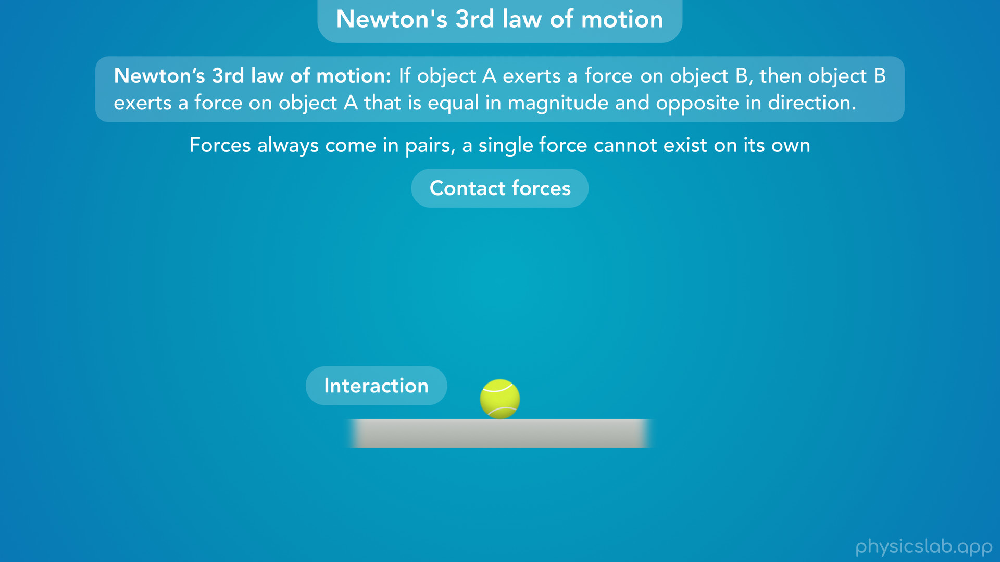 Newton's 3rd law of motion
Newton’s 3rd law of motion: If object A exerts a force on object B, then object B
exerts a force on object A that is equal in magnitude and opposite in direction.
Forces always come in pairs, a single force cannot exist on its own
Contact forces
Interaction
physicslab.app